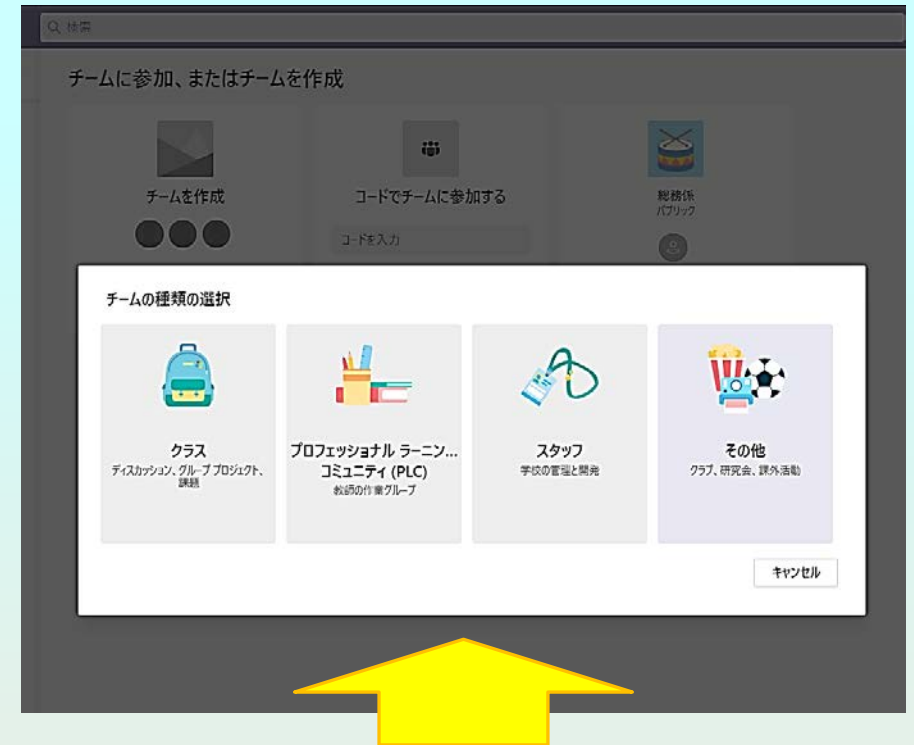 検索
チームに参加、またはチームを作成
チームを作成
コードでチームに参加する
コードを入力
総務係
パブリック
チームの種類の選択
クラス
ディスカッション、グループ プロジェクト、
課題
プロフェッショナル ラーニン...
コミュニティ (PLC)
教師の作業グループ
スタッフ
学校の管理と開発
その他
クラブ、研究会、課外活動
キャンセル